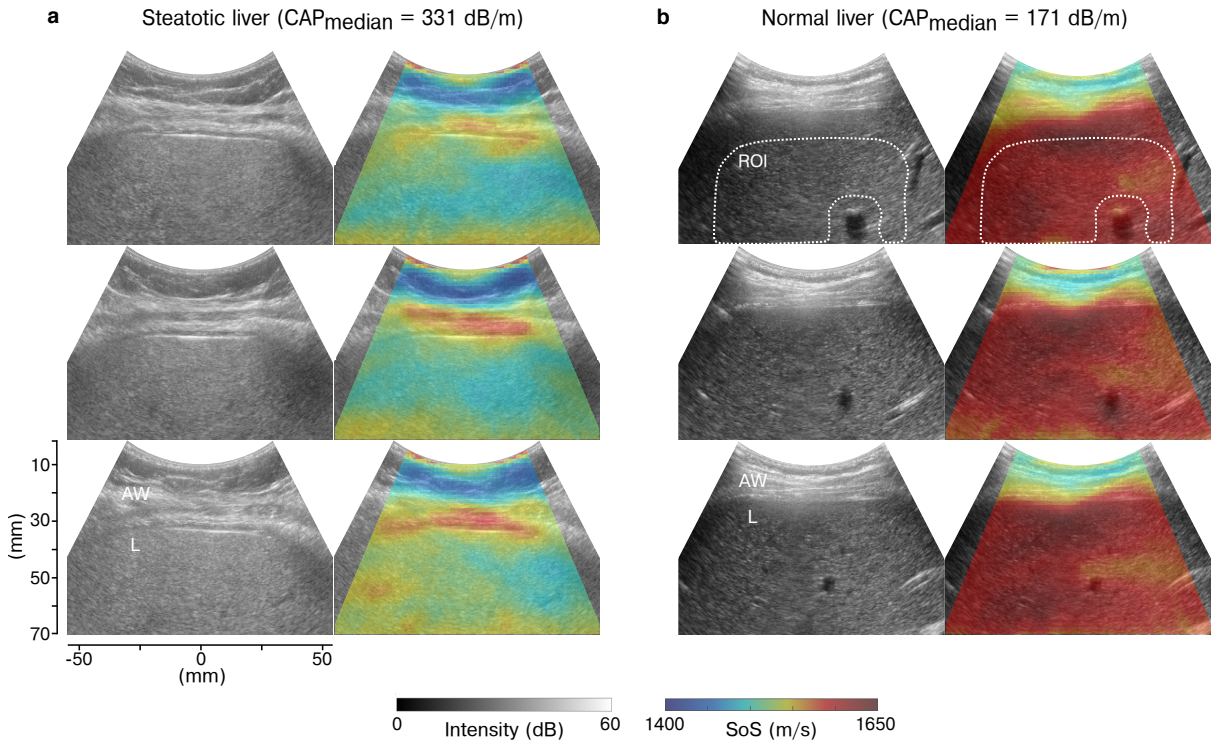 a Steatotic liver (CAPmedian = 331 dB/m)
b Normal liver (CAPmedian = 171 dB/m)
ROI
10
30
50
70
(mm)
AW
L
AW
L
-50 0 50
(mm)
0 Intensity (dB) 60
1400 SoS (m/s) 1650